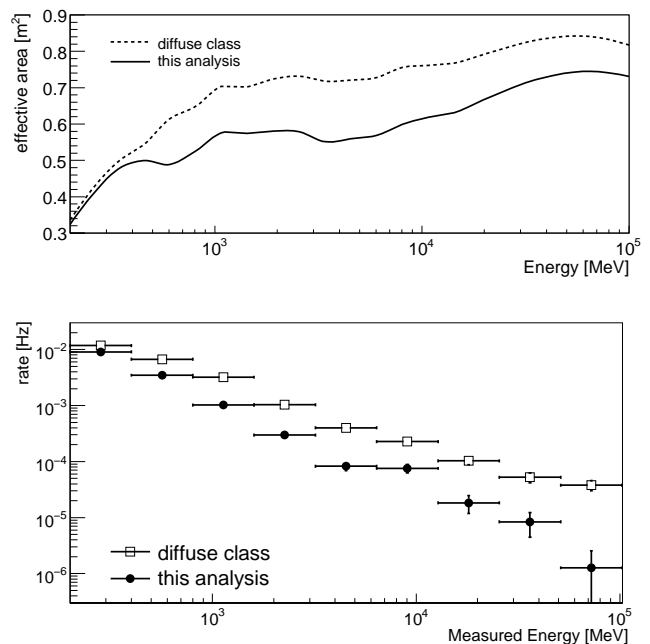 effective area [m²]
0.9
0.8
0.7
0.6
0.5
0.4
0.3
diffuse class
this analysis
10³ 10⁴ 10⁵
Energy [MeV]
rate [Hz]
10⁻²
10⁻³
10⁻⁴
10⁻⁵
10⁻⁶
diffuse class
this analysis
10³ 10⁴ 10⁵
Measured Energy [MeV]